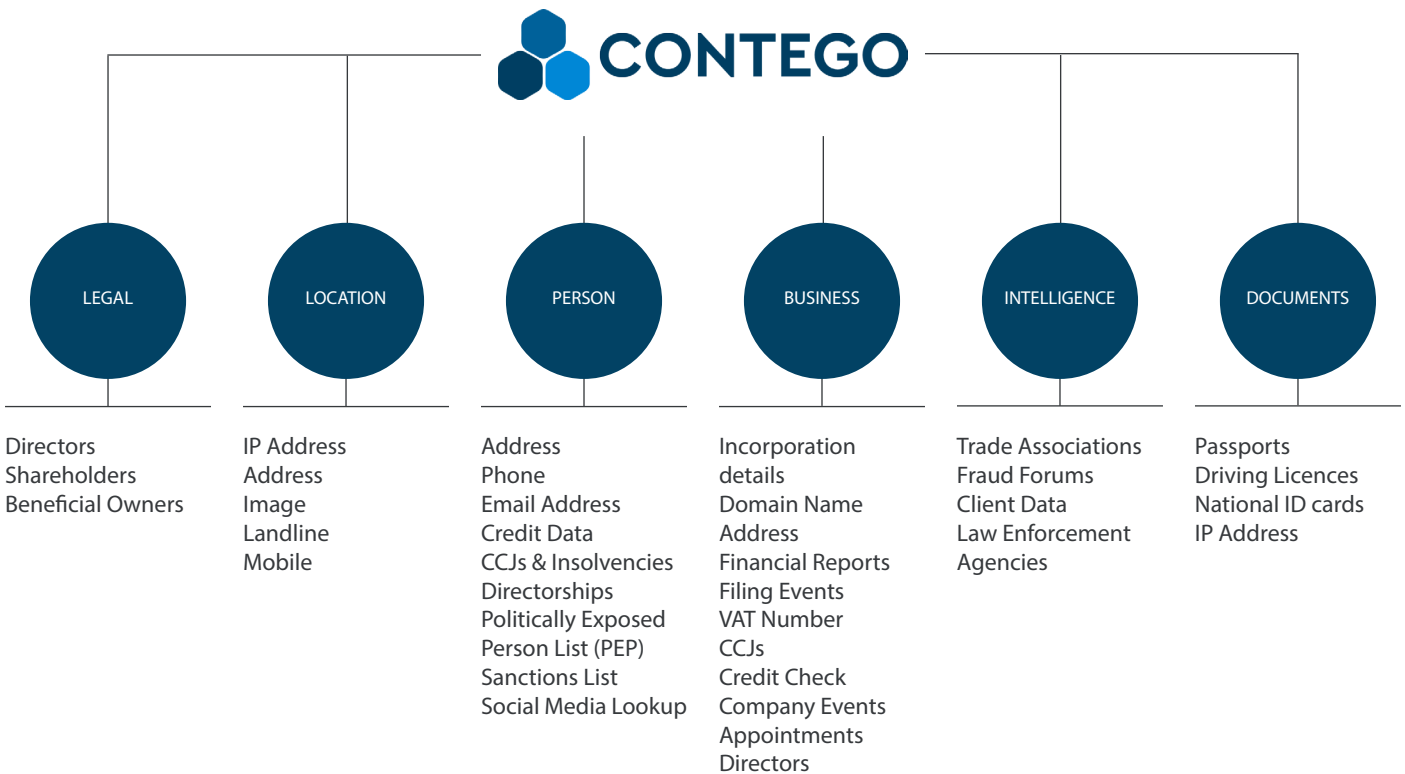 CONTEGO
LEGAL
LOCATION
PERSON
BUSINESS
INTELLIGENCE
DOCUMENTS
Directors
Shareholders
Beneficial Owners
IP Address
Address
Image
Landline
Mobile
Address
Phone
Email Address
Credit Data
CCJs & Insolvencies
Directorships
Politically Exposed
Person List (PEP)
Sanctions List
Social Media Lookup
Incorporation
details
Domain Name
Address
Financial Reports
Filing Events
VAT Number
CCJs
Credit Check
Company Events
Appointments
Directors
Trade Associations
Fraud Forums
Client Data
Law Enforcement
Agencies
Passports
Driving Licences
National ID cards
IP Address